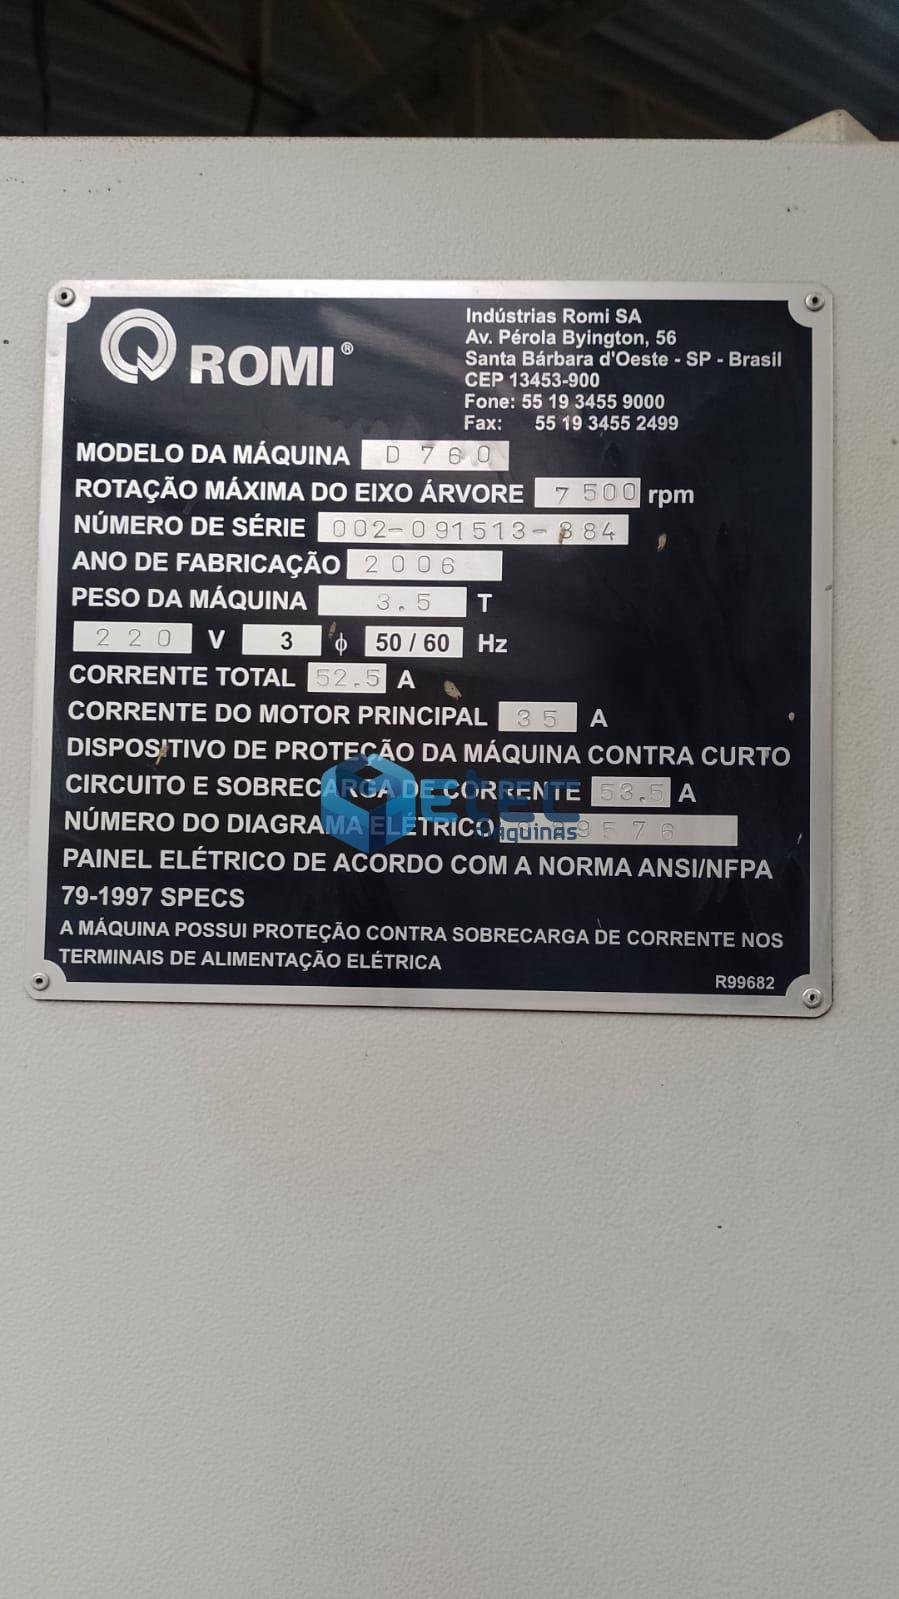 ROMI®
Indústrias Romi SA
Av. Pérola Byington, 56
Santa Bárbara d'Oeste - SP - Brasil
CEP 13453-900
Fone: 55 19 3455 9000
Fax: 55 19 3455 2499
MODELO DA MÁQUINA D 760
ROTAÇÃO MÁXIMA DO EIXO ÁRVORE 7 500 rpm
NÚMERO DE SÉRIE
ANO DE FABRICAÇÃO 2006
PESO DA MÁQUINA 3.5 T
220 V 3 ϕ 50 / 60 Hz
CORRENTE TOTAL 52.5 A
CORRENTE DO MOTOR PRINCIPAL 35 A
DISPOSITIVO DE PROTEÇÃO DA MÁQUINA CONTRA CURTO
CIRCUITO E SOBRECARGA DE CORRENTE 53.5 A
NÚMERO DO DIAGRAMA ELÉTRICO
PAINEL ELÉTRICO DE ACORDO COM A NORMA ANSI/NFPA
79-1997 SPECS
A MÁQUINA POSSUI PROTEÇÃO CONTRA SOBRECARGA DE CORRENTE NOS
TERMINAIS DE ALIMENTAÇÃO ELÉTRICA
R99682
eletec
MÁQUINAS